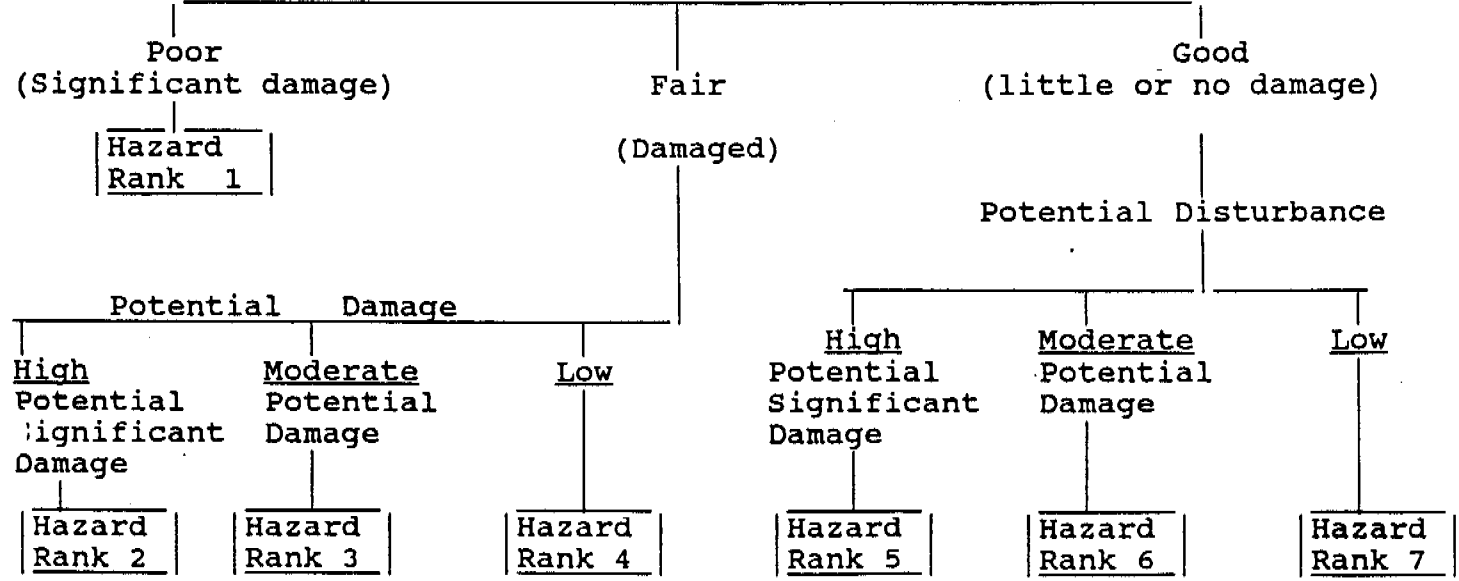 Poor
(Significant damage)
Hazard
Rank 1
Fair
(Damaged)
Good
(little or no damage)
Potential Disturbance
Potential Damage
High
Potential
Significant
Damage
Hazard
Rank 2
Moderate
Potential
Damage
Hazard
Rank 3
Low
Hazard
Rank 4
High
Potential
Significant
Damage
Hazard
Rank 5
Moderate
Potential
Damage
Hazard
Rank 6
Low
Hazard
Rank 7